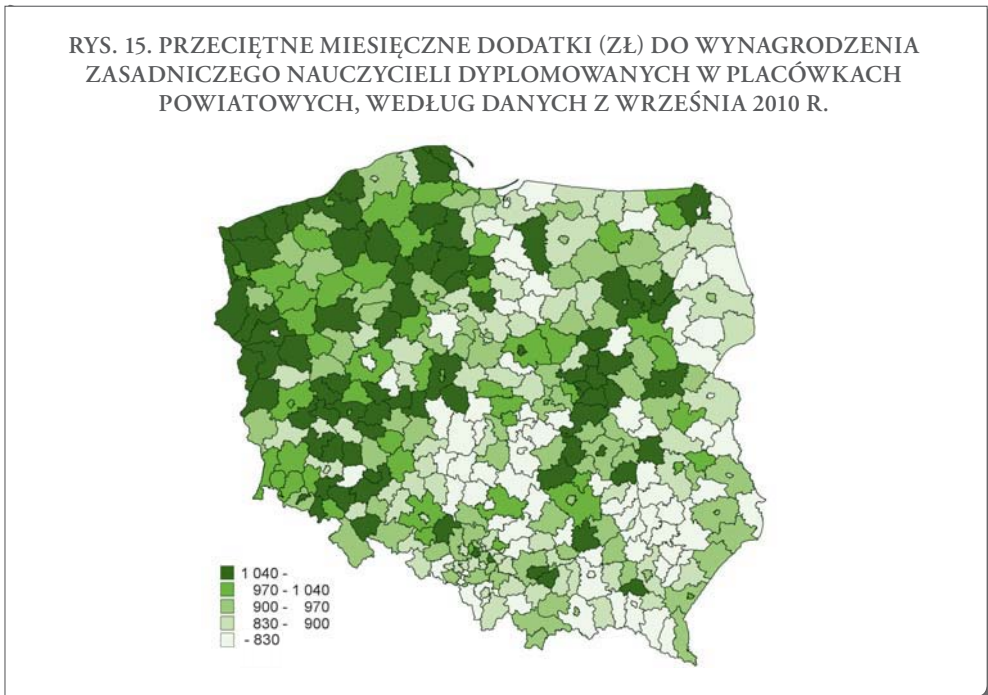 RYS. 15. PRZECIĘTNE MIESIĘCZNE DODATKI (ZŁ) DO WYNAGRODZENIA
ZASADNICZEGO NAUCZYCIELI DYPLOMOWANYCH W PLACÓWKACH
POWIATOWYCH, WEDŁUG DANYCH Z WRZEŚNIA 2010 R.
1 040 -
970 - 1 040
900 - 970
830 - 900
- 830